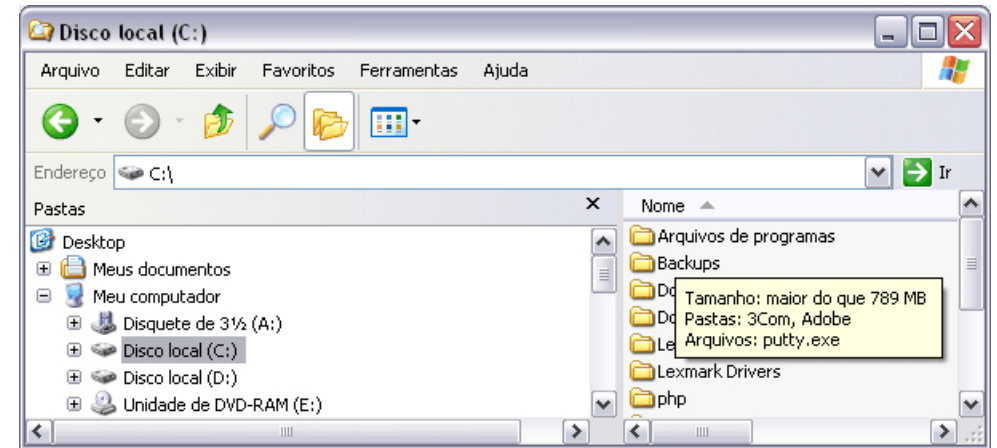 Disco local (C:)
Arquivo Editar Exibir Favoritos Ferramentas Ajuda
Endereço C:\ Ir
Pastas
Desktop
Meus documentos
Meu computador
Disquete de 3½ (A:)
Disco local (C:)
Disco local (D:)
Unidade de DVD-RAM (E:)
Nome
Arquivos de programas
Backups
Tamanho: maior do que 789 MB
Pastas: 3Com, Adobe
Arquivos: putty.exe
Lexmark Drivers
php